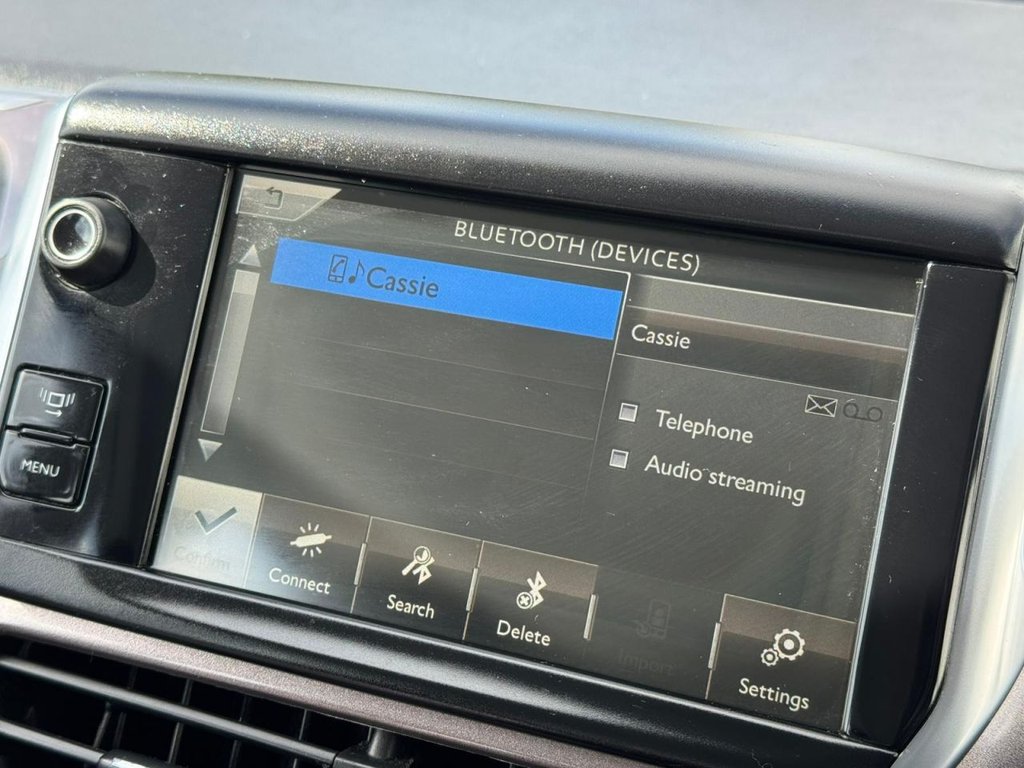 BLUETOOTH (DEVICES)
Cassie
Cassie
Telephone
Audio streaming
MENU
Confirm
Connect
Search
Delete
Import
Settings